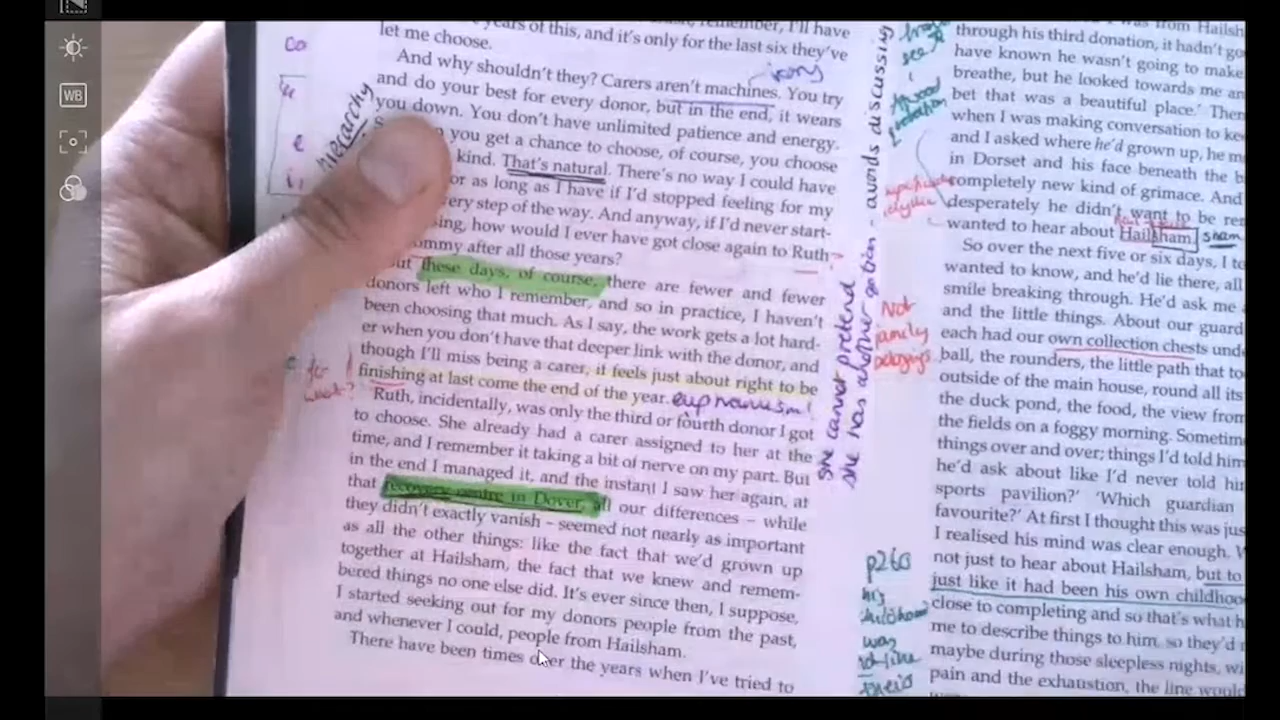 WB
years of this, and it's only for the last six they've
let me choose.
And why shouldn't they? Carers aren't machines. You try
and do your best for every donor, but in the end, it wears
you down. You don't have unlimited patience and energy.
you get a chance to choose, of course, you choose
kind. That's natural. There's no way I could have
or as long as I have if I'd stopped feeling for my
ery step of the way. And anyway, if I'd never start-
sing, how would I ever have got close again to Ruth
ommy after all those years?
ut these days, of course, there are fewer and fewer
donors left who I remember, and so in practice, I haven't
been choosing that much. As I say, the work gets a lot hard-
er when you don't have that deeper link with the donor, and
though I'll miss being a carer, it feels just about right to be
finishing at last come the end of the year. euphamism!
Ruth, incidentally, was only the third or fourth donor I got
to choose. She already had a carer assigned to her at the
time, and I remember it taking a bit of nerve on my part. But
in the end I managed it, and the instant I saw her again, at
that recovery centre in Dover, all our differences – while
they didn't exactly vanish – seemed not nearly as important
as all the other things: like the fact that we'd grown up
together at Hailsham, the fact that we knew and remem-
bered things no one else did. It's ever since then, I suppose,
I started seeking out for my donors people from the past,
and whenever I could, people from Hailsham.
There have been times over the years when I've tried to
irony
hierarchy
for
what?
she cannot pretend
she has another option - avoids discussing
through his third donation, it hadn't go
have known he wasn't going to make
breathe, but he looked towards me an
bet that was a beautiful place.' Then
when I was making conversation to kee
and I asked where he'd grown up, he m
in Dorset and his face beneath the b
completely new kind of grimace. And
desperately he didn't want to be rem
wanted to hear about Hailsham. sham
So over the next five or six days, I to
wanted to know, and he'd lie there, all
smile breaking through. He'd ask me a
and the little things. About our guard
each had our own collection chests unde
ball, the rounders, the little path that to
outside of the main house, round all its
the duck pond, the food, the view from
the fields on a foggy morning. Sometim
things over and over; things I'd told him
he'd ask about like I'd never told him
sports pavilion?' 'Which guardian
favourite?' At first I thought this was jus
I realised his mind was clear enough. W
not just to hear about Hailsham, but to
just like it had been his own childhoo
close to completing and so that's what h
me to describe things to him, so they'd
maybe during those sleepless nights, wi
pain and the exhaustion, the line would
Not
family
belongings
p260
his
childhood
was